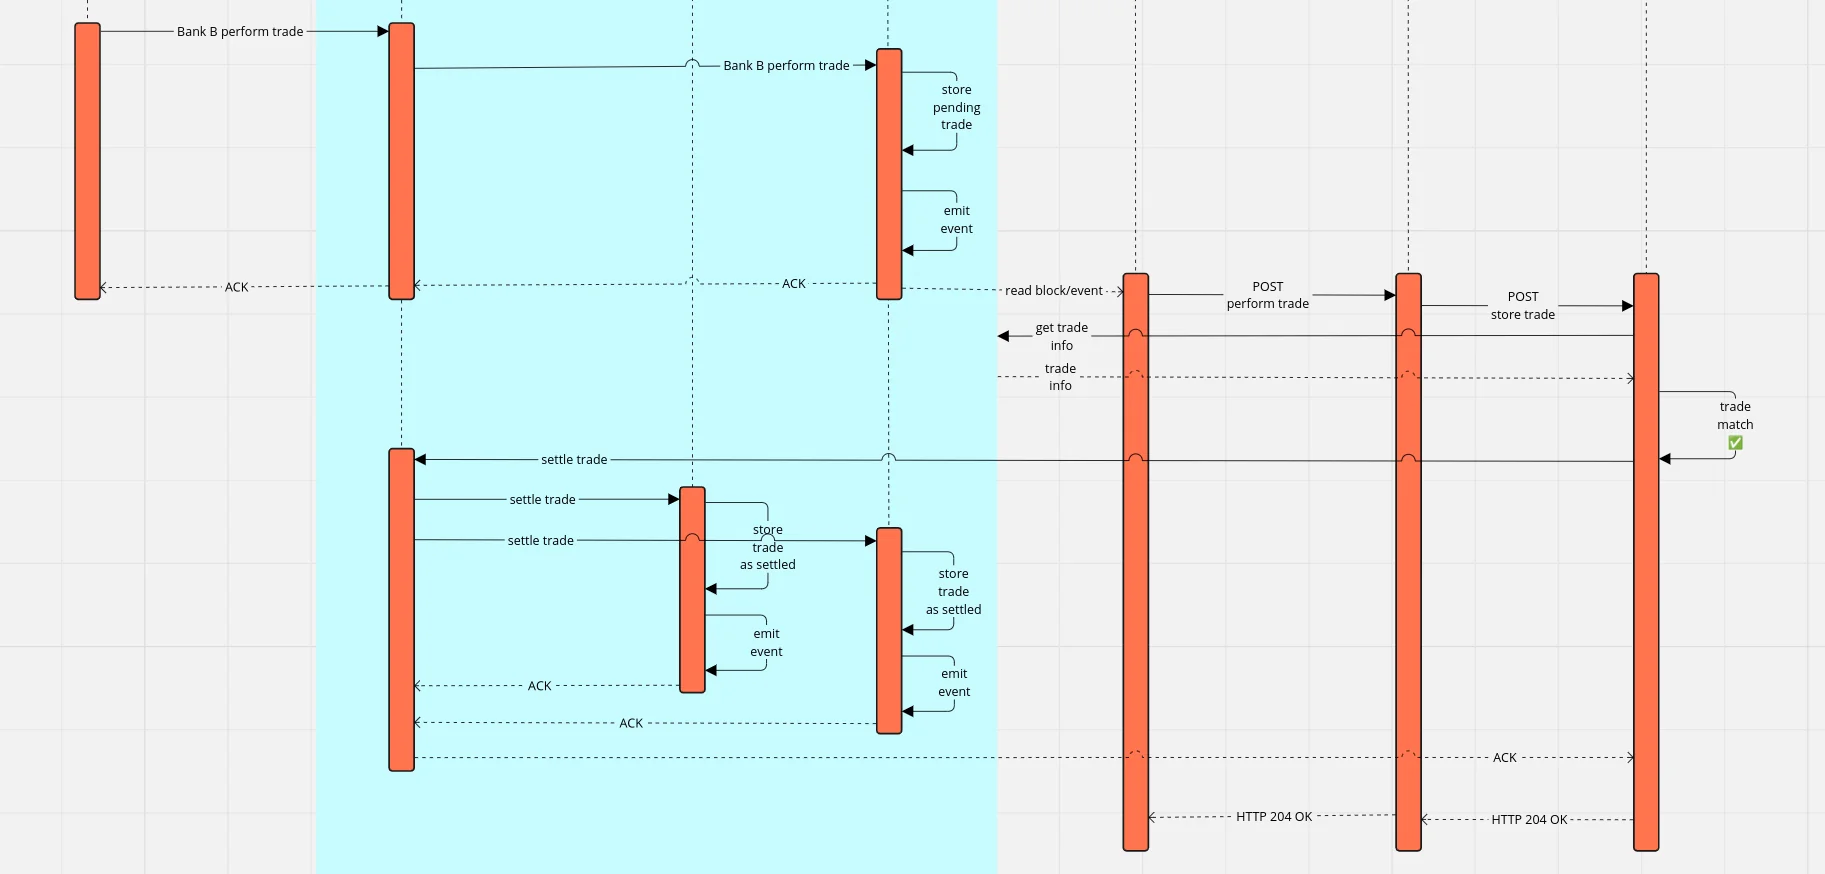 Bank B perform trade
Bank B perform trade
store
pending
trade
emit
event
ACK
ACK
read block/event
POST
perform trade
POST
store trade
get trade
info
trade
info
trade
match
✅
settle trade
settle trade
settle trade
store
trade
as settled
store
trade
as settled
emit
event
emit
event
ACK
ACK
ACK
HTTP 204 OK
HTTP 204 OK